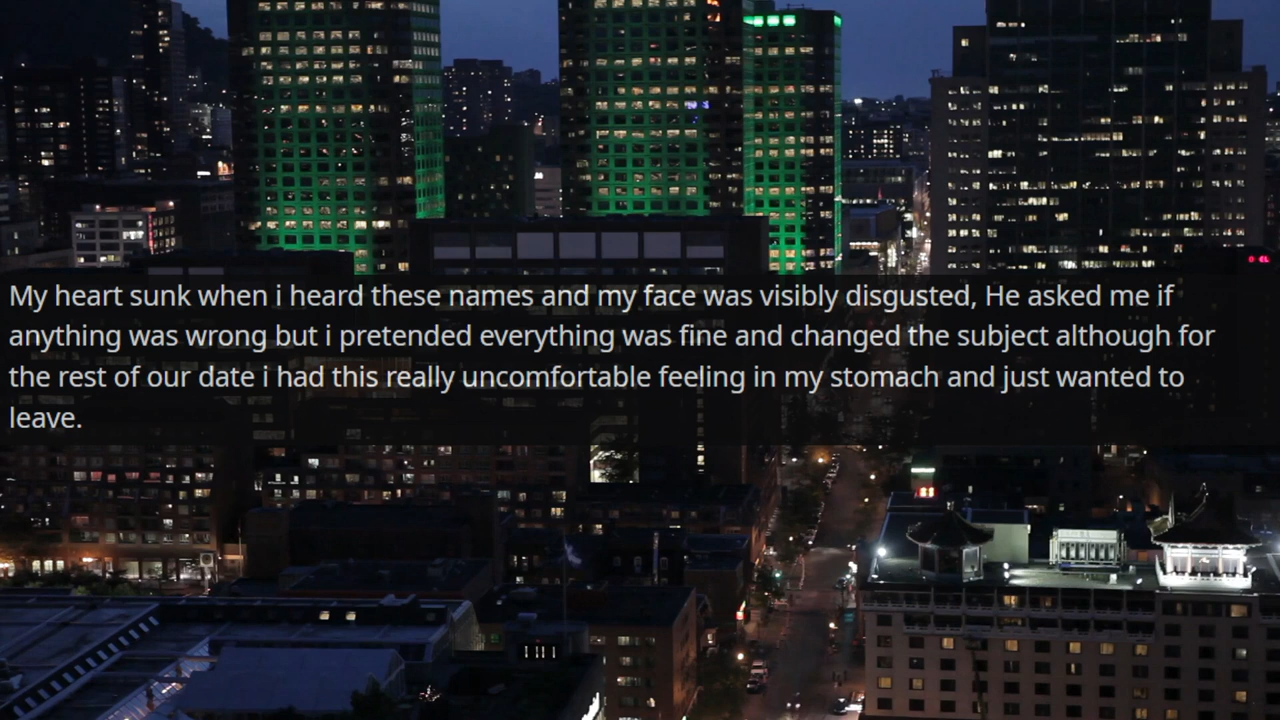 My heart sunk when i heard these names and my face was visibly disgusted, He asked me if
anything was wrong but i pretended everything was fine and changed the subject although for
the rest of our date i had this really uncomfortable feeling in my stomach and just wanted to
leave.